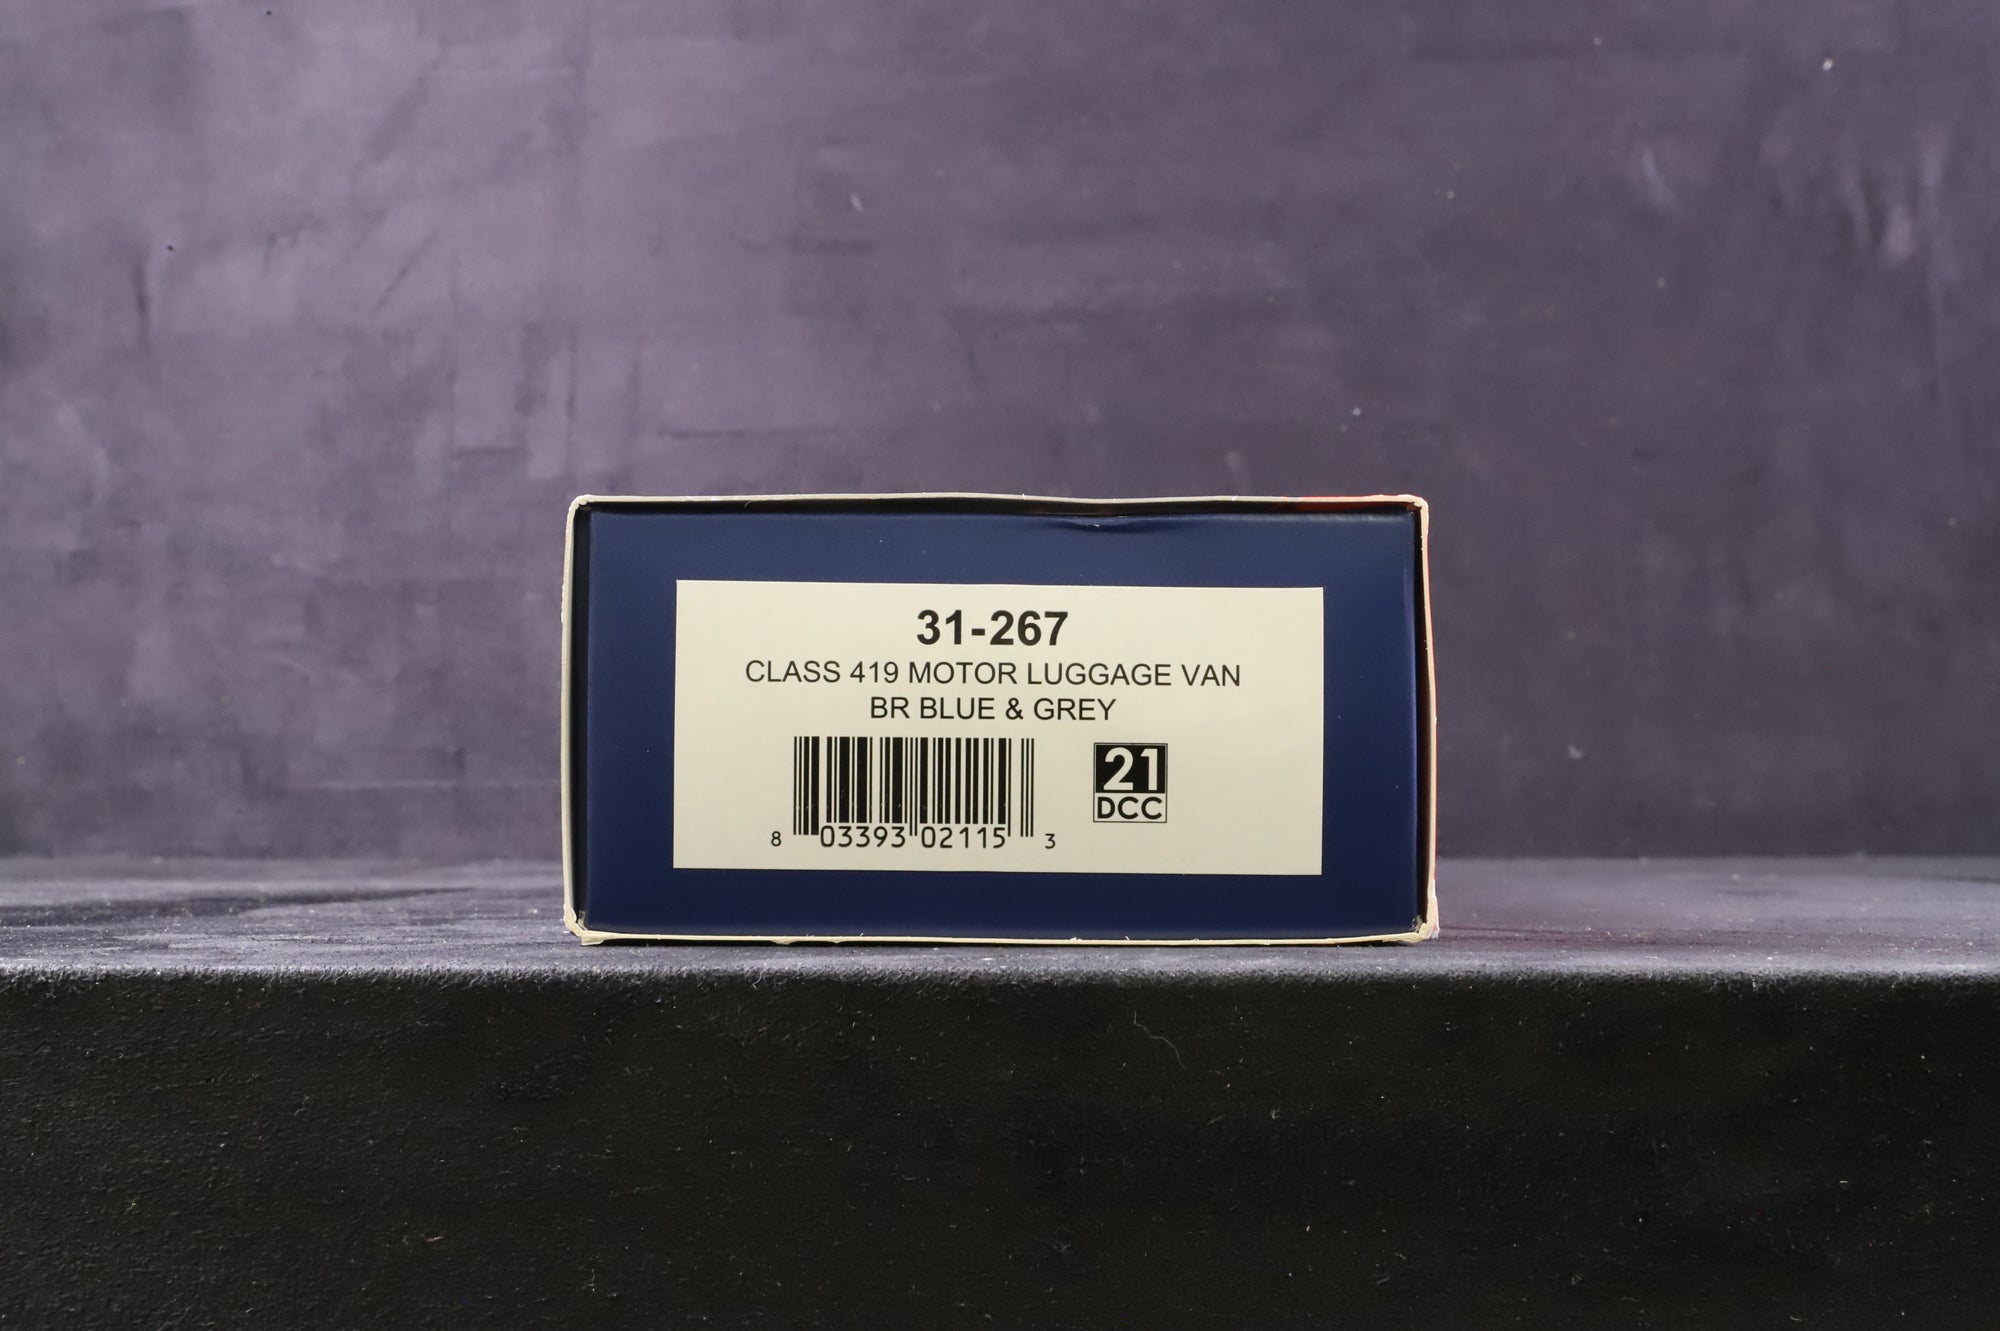 31-267
CLASS 419 MOTOR LUGGAGE VAN
BR BLUE & GREY
8 03393 02115 3
21
DCC